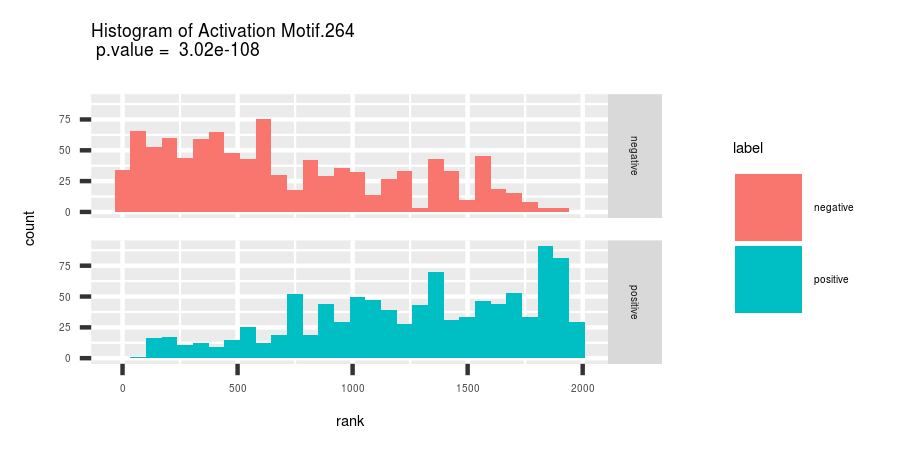 Histogram of Activation Motif.264
p.value = 3.02e-108
count
75
50
25
0
negative
75
50
25
0
positive
0 500 1000 1500 2000
rank
label
negative
positive